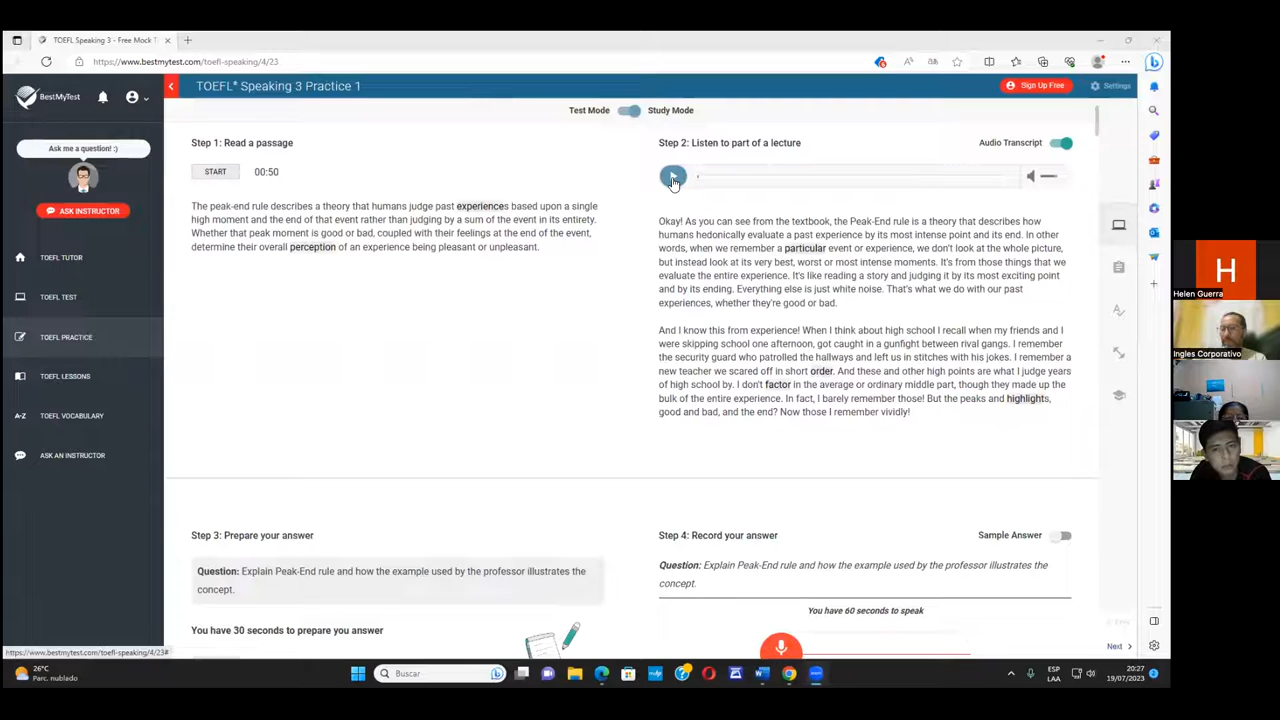 TOEFL Speaking 3 - Free Mock T
https://www.bestmytest.com/toefl-speaking/4/23
BestMyTest
TOEFL® Speaking 3 Practice 1
Sign Up Free
Settings
Test Mode
Study Mode
Ask me a question! :)
ASK INSTRUCTOR
TOEFL TUTOR
TOEFL TEST
TOEFL PRACTICE
TOEFL LESSONS
A-Z TOEFL VOCABULARY
ASK AN INSTRUCTOR
Step 1: Read a passage
START 00:50
The peak-end rule describes a theory that humans judge past experiences based upon a single
high moment and the end of that event rather than judging by a sum of the event in its entirety.
Whether that peak moment is good or bad, coupled with their feelings at the end of the event,
determine their overall perception of an experience being pleasant or unpleasant.
Step 2: Listen to part of a lecture
Audio Transcript
Okay! As you can see from the textbook, the Peak-End rule is a theory that describes how
humans hedonically evaluate a past experience by its most intense point and its end. In other
words, when we remember a particular event or experience, we don't look at the whole picture,
but instead look at its very best, worst or most intense moments. It's from those things that we
evaluate the entire experience. It's like reading a story and judging it by its most exciting point
and by its ending. Everything else is just white noise. That's what we do with our past
experiences, whether they're good or bad.
And I know this from experience! When I think about high school I recall when my friends and I
were skipping school one afternoon, got caught in a gunfight between rival gangs. I remember
the security guard who patrolled the hallways and left us in stitches with his jokes. I remember a
new teacher we scared off in short order. And these and other high points are what I judge years
of high school by. I don't factor in the average or ordinary middle part, though they made up the
bulk of the entire experience. In fact, I barely remember those! But the peaks and highlights,
good and bad, and the end? Now those I remember vividly!
Step 3: Prepare your answer
Question: Explain Peak-End rule and how the example used by the professor illustrates the
concept.
You have 30 seconds to prepare you answer
Step 4: Record your answer
Sample Answer
Question: Explain Peak-End rule and how the example used by the professor illustrates the
concept.
You have 60 seconds to speak
Next
https://www.bestmytest.com/toefl-speaking/4/23#
26°C
Parc. nublado
Buscar
ESP
LAA
20:27
19/07/2023
H
Helen Guerra
Ingles Corporativo